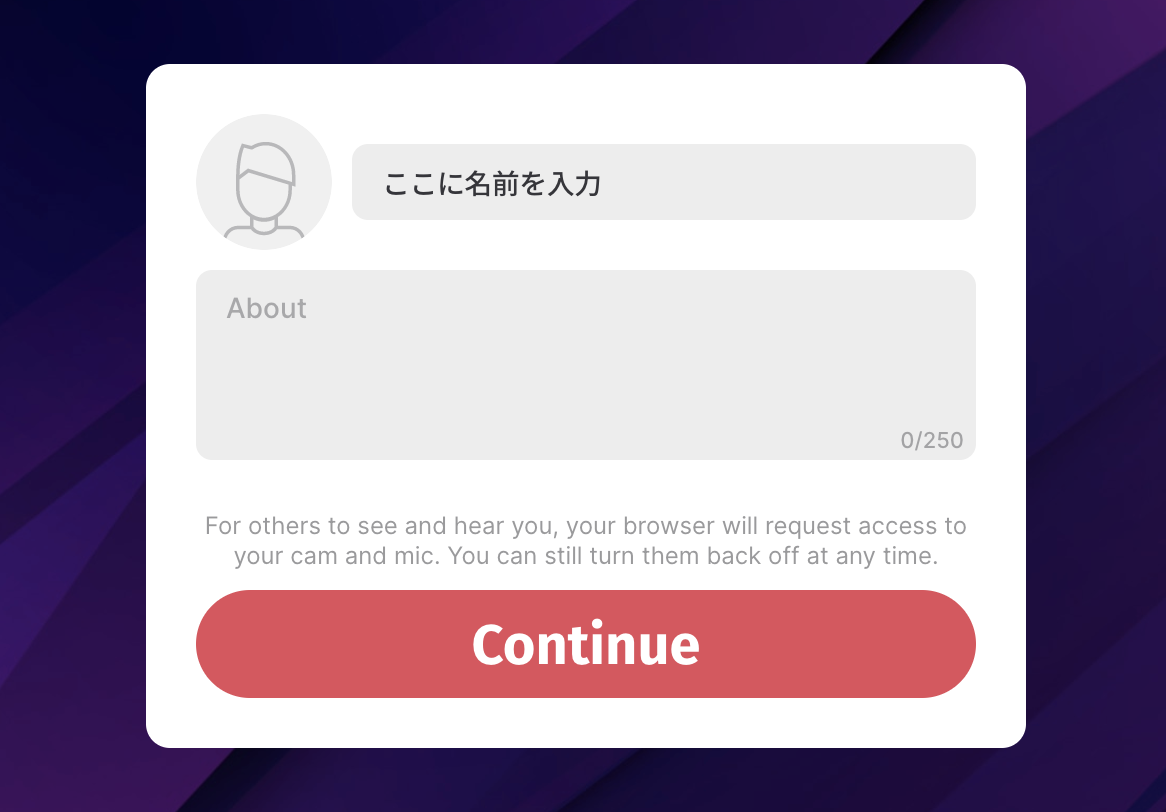 ここに名前を入力
About
0/250
For others to see and hear you, your browser will request access to
your cam and mic. You can still turn them back off at any time.
Continue